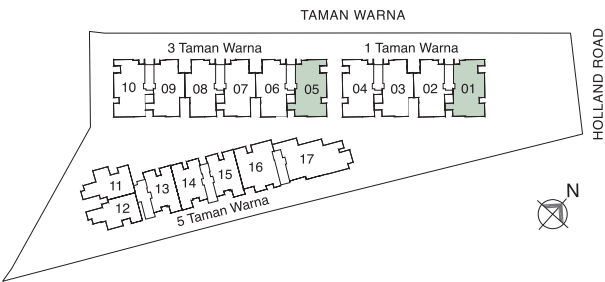 TAMAN WARNA
HOLLAND ROAD
3 Taman Warna
1 Taman Warna
10 09 08 07 06 05
04 03 02 01
11 12 13 14 15 16 17
5 Taman Warna
N